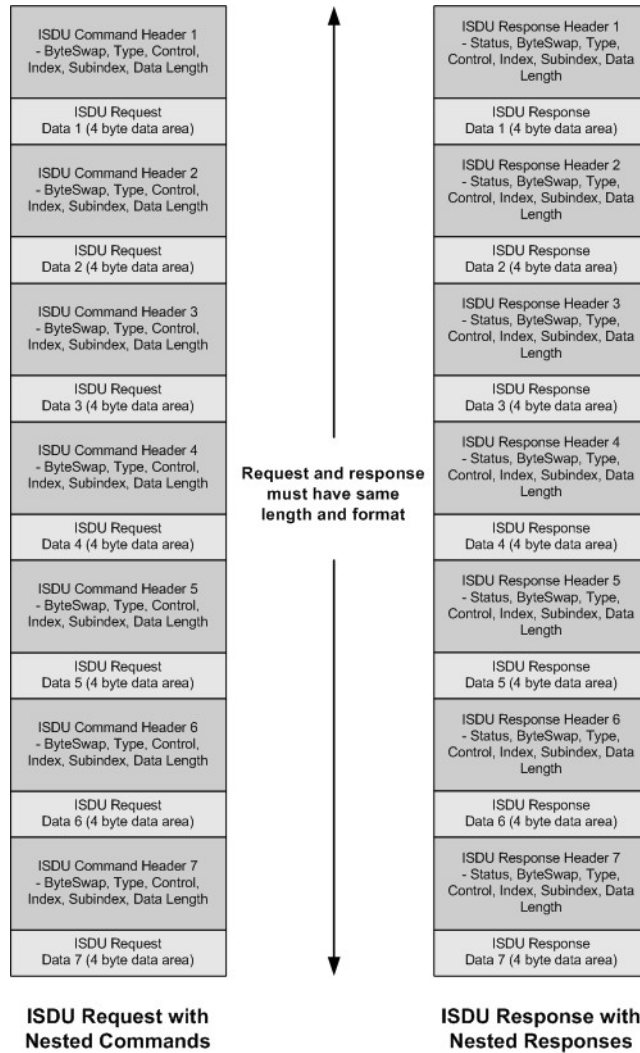 ISDU Command Header 1
- ByteSwap, Type, Control,
Index, Subindex, Data Length
ISDU Request
Data 1 (4 byte data area)
ISDU Command Header 2
- ByteSwap, Type, Control,
Index, Subindex, Data Length
ISDU Request
Data 2 (4 byte data area)
ISDU Command Header 3
- ByteSwap, Type, Control,
Index, Subindex, Data Length
ISDU Request
Data 3 (4 byte data area)
ISDU Command Header 4
- ByteSwap, Type, Control,
Index, Subindex, Data Length
ISDU Request
Data 4 (4 byte data area)
ISDU Command Header 5
- ByteSwap, Type, Control,
Index, Subindex, Data Length
ISDU Request
Data 5 (4 byte data area)
ISDU Command Header 6
- ByteSwap, Type, Control,
Index, Subindex, Data Length
ISDU Request
Data 6 (4 byte data area)
ISDU Command Header 7
- ByteSwap, Type, Control,
Index, Subindex, Data Length
ISDU Request
Data 7 (4 byte data area)
ISDU Request with
Nested Commands
Request and response
must have same
length and format
ISDU Response Header 1
- Status, ByteSwap, Type,
Control, Index, Subindex, Data
Length
ISDU Response
Data 1 (4 byte data area)
ISDU Response Header 2
- Status, ByteSwap, Type,
Control, Index, Subindex, Data
Length
ISDU Response
Data 2 (4 byte data area)
ISDU Response Header 3
- Status, ByteSwap, Type,
Control, Index, Subindex, Data
Length
ISDU Response
Data 3 (4 byte data area)
ISDU Response Header 4
- Status, ByteSwap, Type,
Control, Index, Subindex, Data
Length
ISDU Response
Data 4 (4 byte data area)
ISDU Response Header 5
- Status, ByteSwap, Type,
Control, Index, Subindex, Data
Length
ISDU Response
Data 5 (4 byte data area)
ISDU Response Header 6
- Status, ByteSwap, Type,
Control, Index, Subindex, Data
Length
ISDU Response
Data 6 (4 byte data area)
ISDU Response Header 7
- Status, ByteSwap, Type,
Control, Index, Subindex, Data
Length
ISDU Response
Data 7 (4 byte data area)
ISDU Response with
Nested Responses